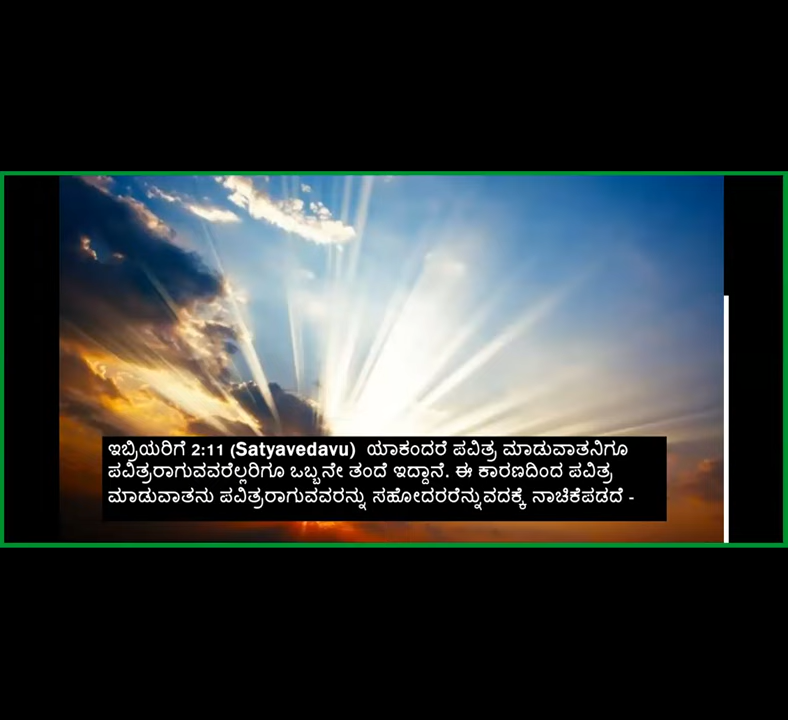 ಇಬ್ರಿಯರಿಗೆ 2:11 (Satyavedavu)  ಯಾಕಂದರೆ ಪವಿತ್ರ ಮಾಡುವಾತನಿಗೂ
ಪವಿತ್ರರಾಗುವವರೆಲ್ಲರಿಗೂ ಒಬ್ಬನೇ ತಂದೆ ಇದ್ದಾನೆ. ಈ ಕಾರಣದಿಂದ ಪವಿತ್ರ
ಮಾಡುವಾತನು ಪವಿತ್ರರಾಗುವವರನ್ನು ಸಹೋದರರೆನ್ನುವದಕ್ಕೆ ನಾಚಿಕೆಪಡದೆ -